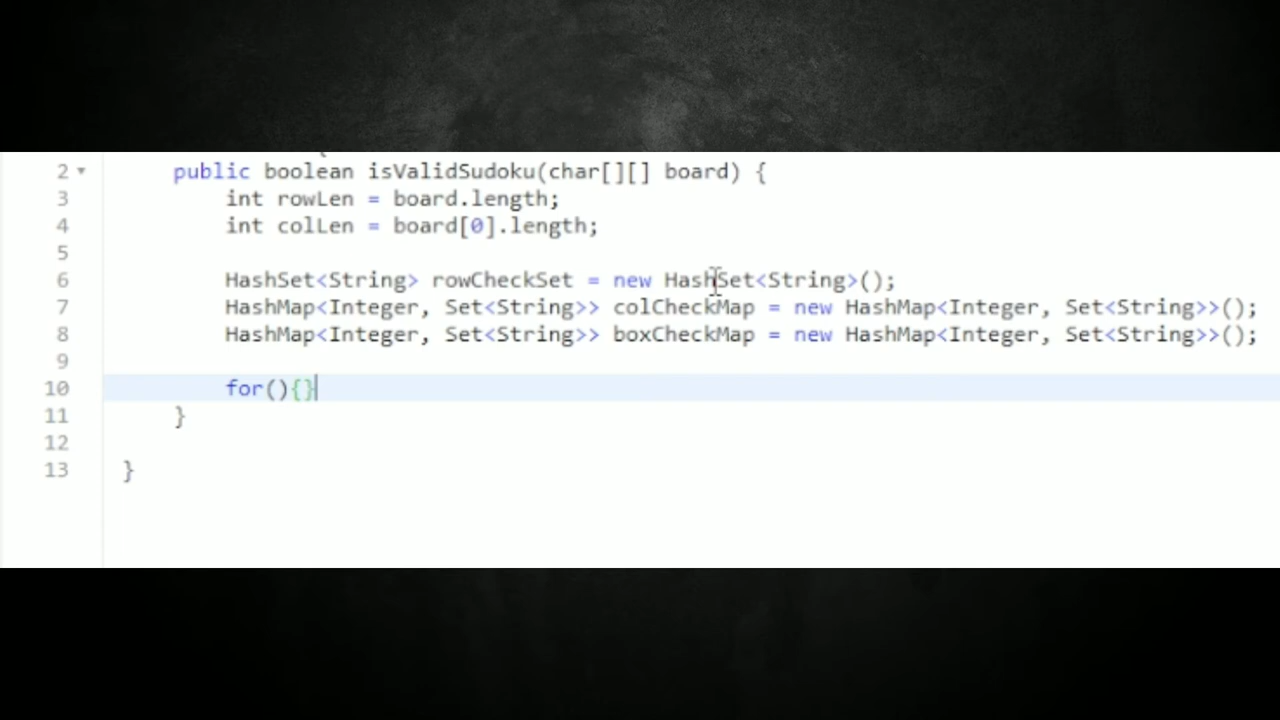 2 public boolean isValidSudoku(char[][] board) {
3 int rowLen = board.length;
4 int colLen = board[0].length;
5
6 HashSet<String> rowCheckSet = new HashSet<String>();
7 HashMap<Integer, Set<String>> colCheckMap = new HashMap<Integer, Set<String>>();
8 HashMap<Integer, Set<String>> boxCheckMap = new HashMap<Integer, Set<String>>();
9
10 for(){}
11 }
12
13 }